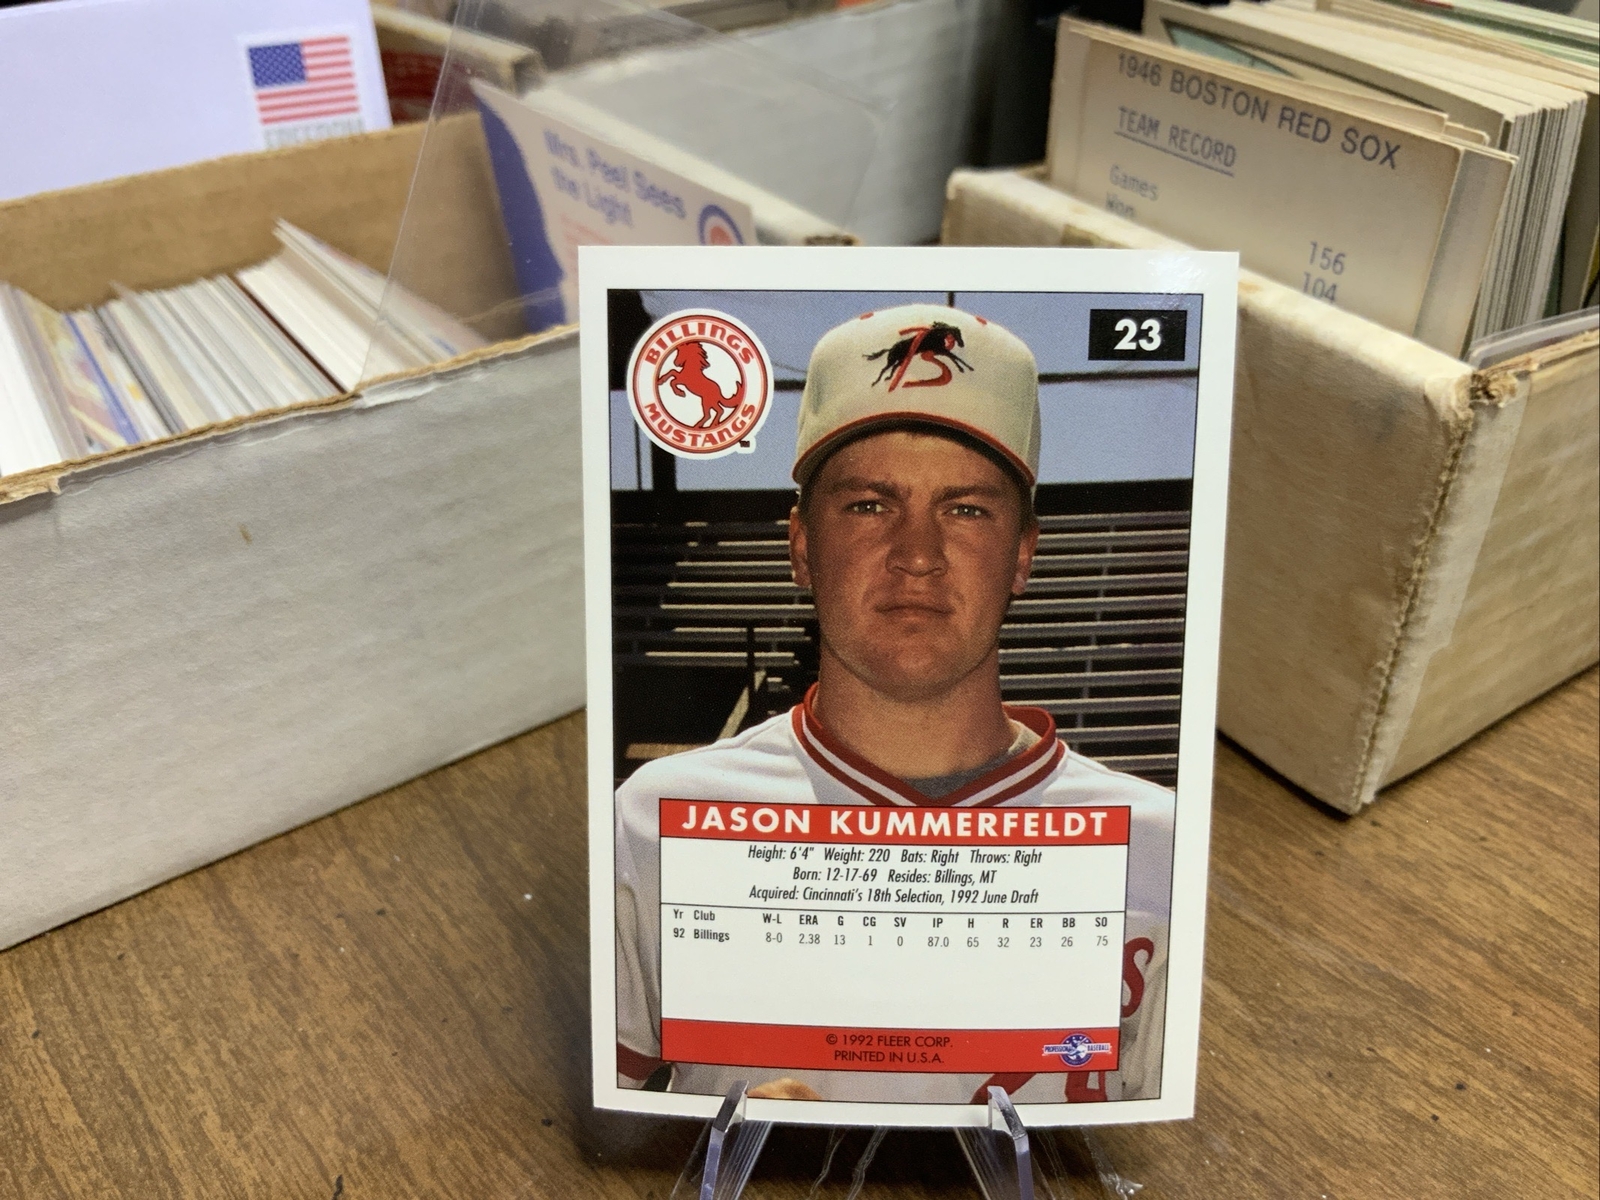 FREEDOM
Mrs. Peel Sees
the Light
1946 BOSTON RED SOX
TEAM RECORD
Games
Won
156
104
BILLINGS
MUSTANGS
23
JASON KUMMERFELDT
Height: 6'4" Weight: 220 Bats: Right Throws: Right
Born: 12-17-69 Resides: Billings, MT
Acquired: Cincinnati's 18th Selection, 1992 June Draft
Yr Club W-L ERA G CG SV IP H R ER BB SO
92 Billings 8-0 2.38 13 1 0 87.0 65 32 23 26 75
© 1992 FLEER CORP.
PRINTED IN U.S.A.
PROFESSIONAL BASEBALL